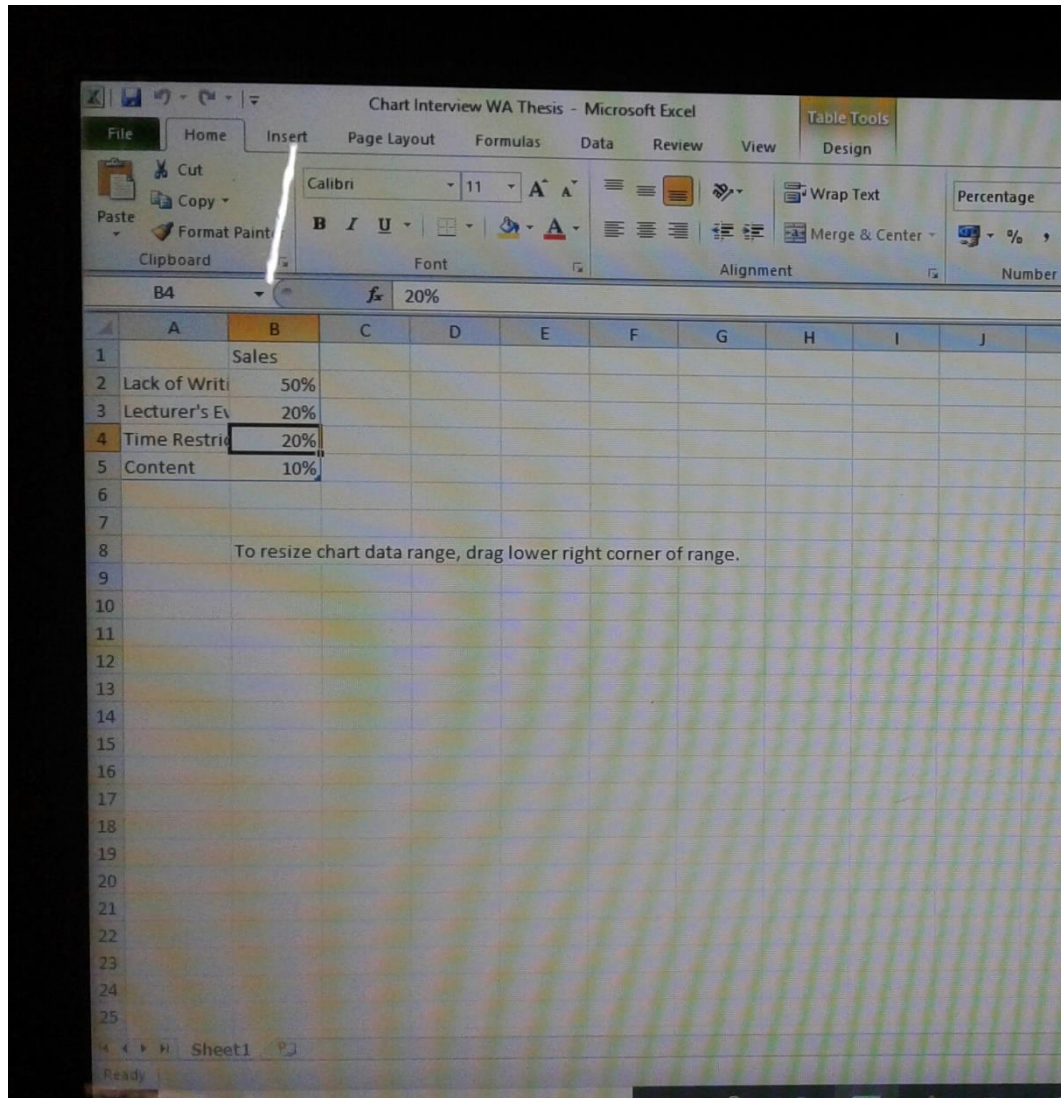 Chart Interview WA Thesis - Microsoft Excel
Table Tools
File Home Insert Page Layout Formulas Data Review View Design
Cut
Copy
Format Painte
Paste
Clipboard
Calibri 11 A A
B I U A
Font
Wrap Text
Merge & Center
Alignment
Percentage
% ,
Number
B4 fx 20%
A B C D E F G H I J
1 Sales
2 Lack of Writi 50%
3 Lecturer's Ev 20%
4 Time Restric 20%
5 Content 10%
6
7
8 To resize chart data range, drag lower right corner of range.
9
10
11
12
13
14
15
16
17
18
19
20
21
22
23
24
25
Sheet1
Ready